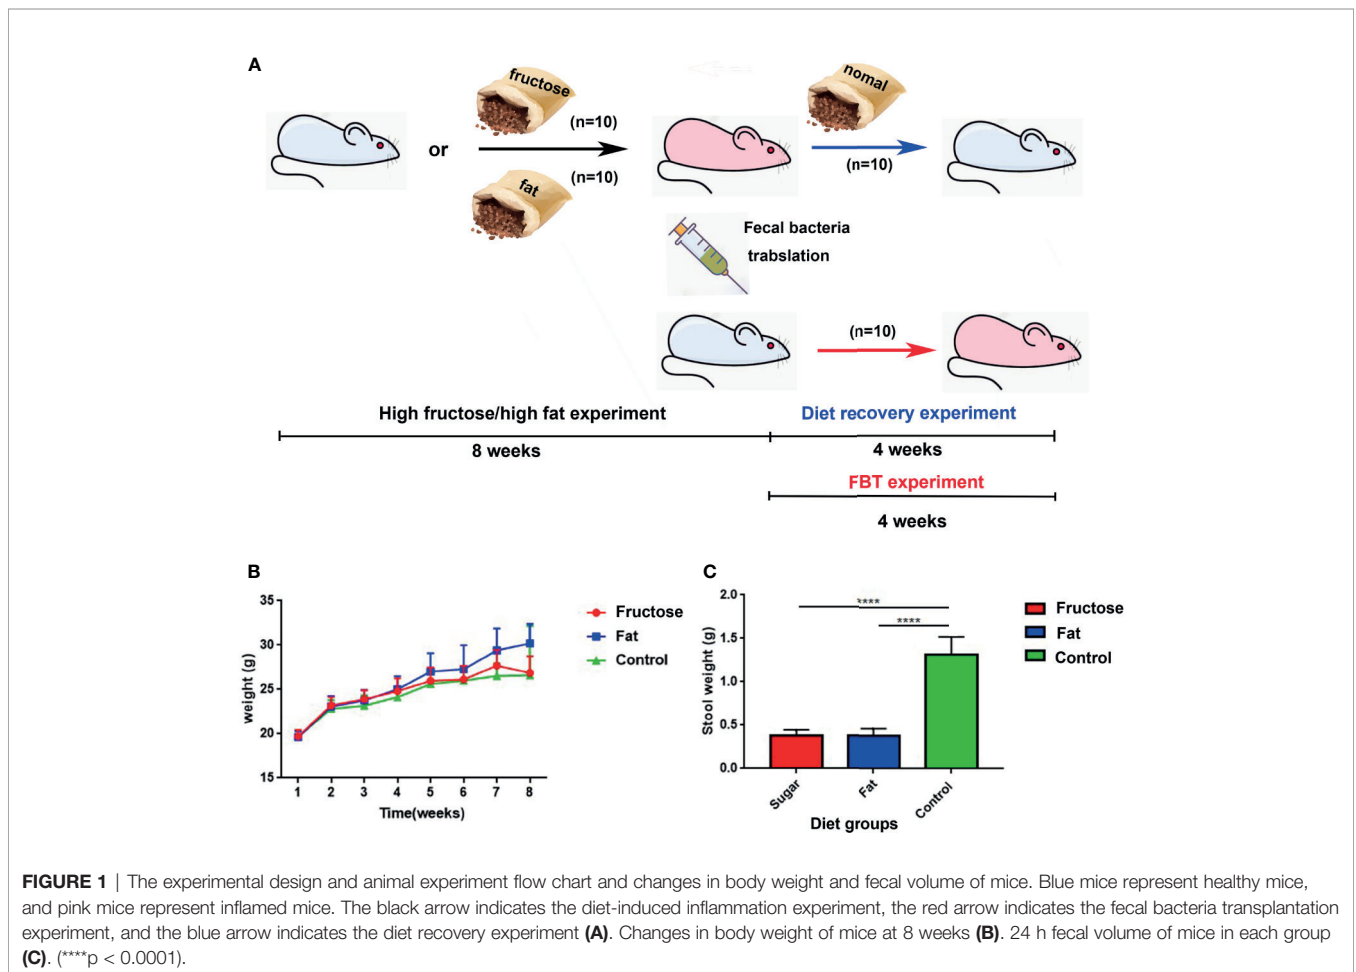 A
fructose
(n=10)
or
(n=10)
fat
nomal
(n=10)
Fecal bacteria
trabslation
(n=10)
High fructose/high fat experiment
Diet recovery experiment
8 weeks
4 weeks
FBT experiment
4 weeks
B
35
30
25
20
15
weight (g)
1 2 3 4 5 6 7 8
Time(weeks)
Fructose
Fat
Control
C
2.0
1.5
1.0
0.5
0.0
Stool weight (g)
****
****
Sugar
Fat
Control
Diet groups
Fructose
Fat
Control
FIGURE 1 | The experimental design and animal experiment flow chart and changes in body weight and fecal volume of mice. Blue mice represent healthy mice,
and pink mice represent inflamed mice. The black arrow indicates the diet-induced inflammation experiment, the red arrow indicates the fecal bacteria transplantation
experiment, and the blue arrow indicates the diet recovery experiment (A). Changes in body weight of mice at 8 weeks (B). 24 h fecal volume of mice in each group
(C). (****p < 0.0001).